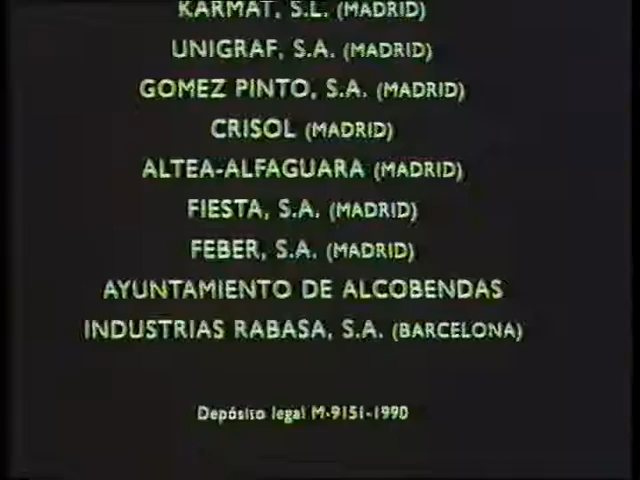 KARMAT, S.L. (MADRID)
UNIGRAF, S.A. (MADRID)
GOMEZ PINTO, S.A. (MADRID)
CRISOL (MADRID)
ALTEA-ALFAGUARA (MADRID)
FIESTA, S.A. (MADRID)
FEBER, S.A. (MADRID)
AYUNTAMIENTO DE ALCOBENDAS
INDUSTRIAS RABASA, S.A. (BARCELONA)
Depósito legal M-9151-1990